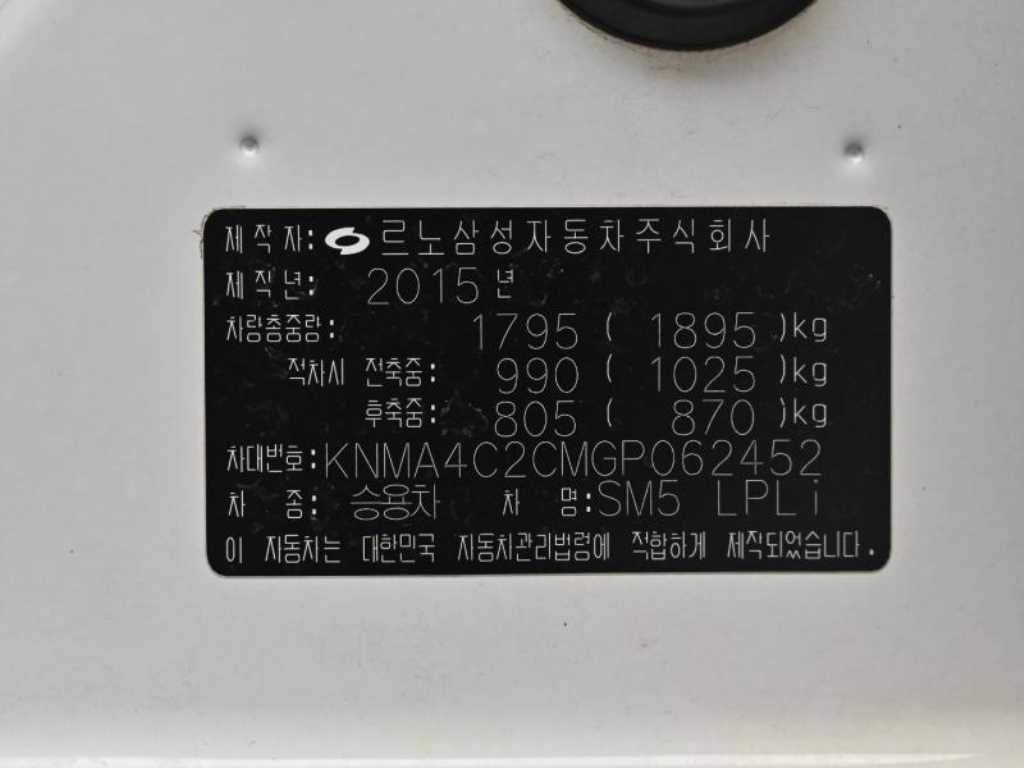 제 작 자: 르노삼성자동차주식회사
제 작 년: 2015 년
차량총중량: 1795 ( 1895 )kg
적차시 전축중: 990 ( 1025 )kg
후축중: 805 ( 870 )kg
차대번호:KNMA4C2CMGP062452
차 종: 승용차 차 명:SM5 LPLi
이 자동차는 대한민국 자동차관리법령에 적합하게 제작되었습니다.